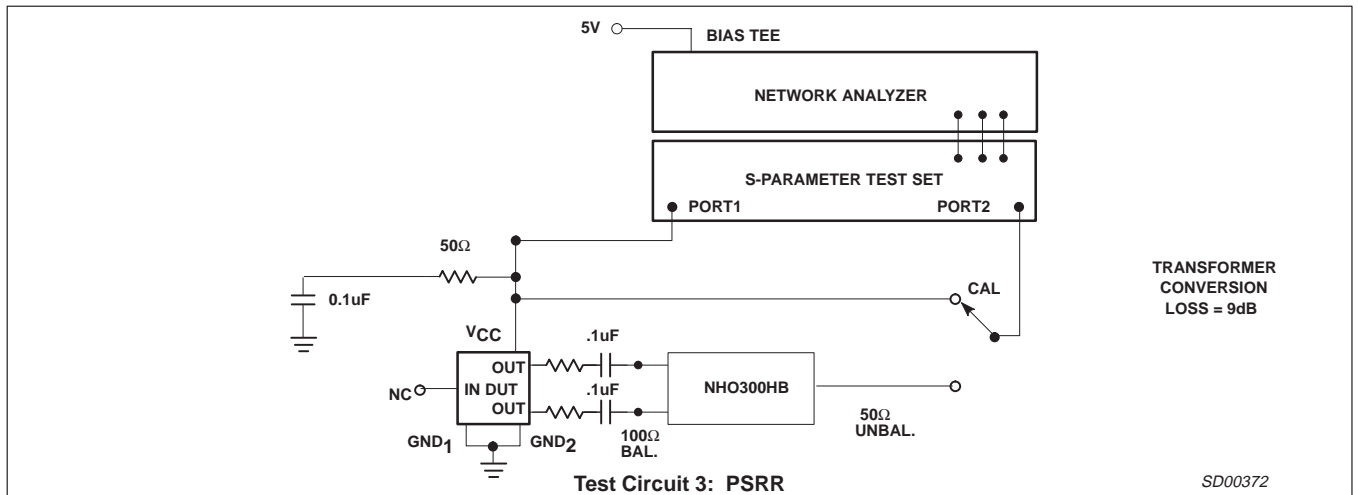 5V
BIAS TEE
NETWORK ANALYZER
S-PARAMETER TEST SET
PORT1
PORT2
50Ω
0.1uF
CAL
TRANSFORMER
CONVERSION
LOSS = 9dB
VCC
.1uF
OUT
NC
IN DUT
.1uF
OUT
NHO300HB
GND1
GND2
100Ω
BAL.
50Ω
UNBAL.
Test Circuit 3: PSRR
SD00372